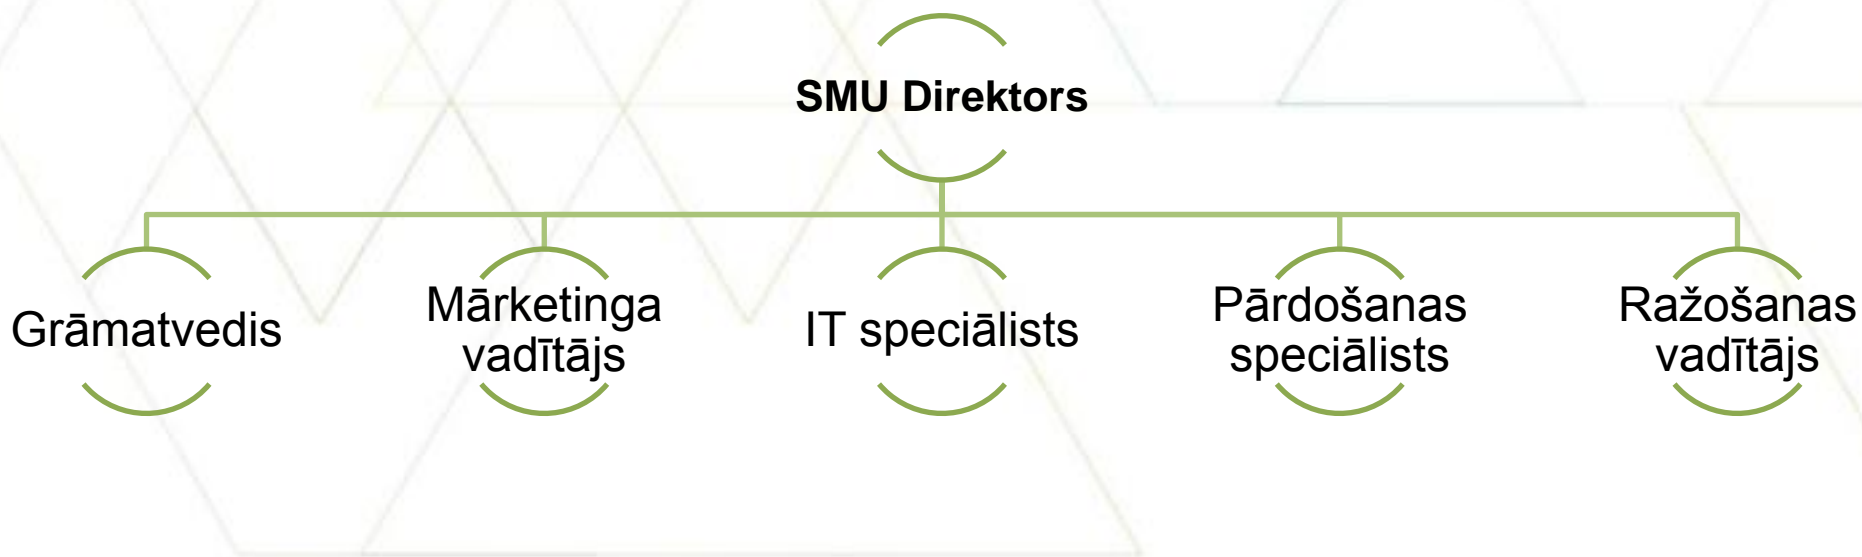 SMU Direktors
Grāmatvedis
Mārketinga
vadītājs
IT speciālists
Pārdošanas
speciālists
Ražošanas
vadītājs